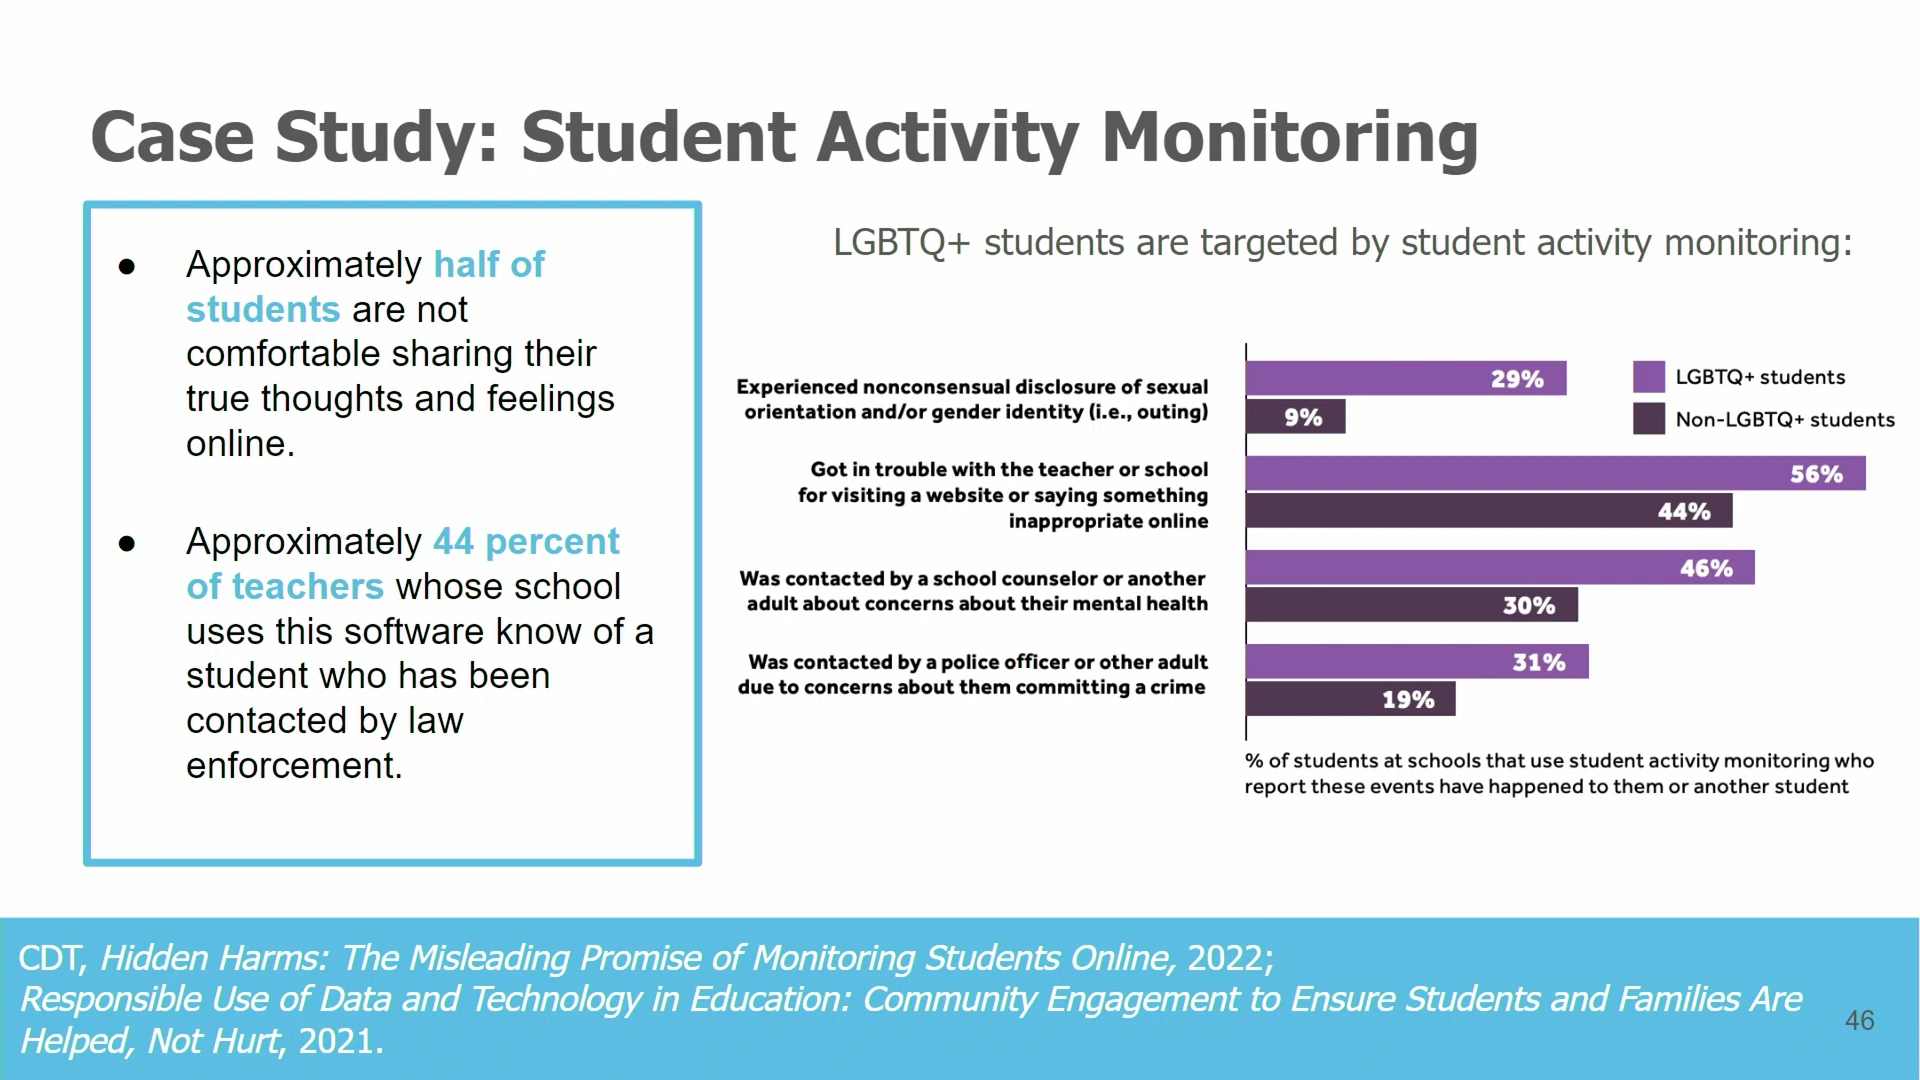 Case Study: Student Activity Monitoring
● Approximately half of
students are not
comfortable sharing their
true thoughts and feelings
online.
● Approximately 44 percent
of teachers whose school
uses this software know of a
student who has been
contacted by law
enforcement.
LGBTQ+ students are targeted by student activity monitoring:
LGBTQ+ students
Non-LGBTQ+ students
Experienced nonconsensual disclosure of sexual
orientation and/or gender identity (i.e., outing)
29%
9%
Got in trouble with the teacher or school
for visiting a website or saying something
inappropriate online
56%
44%
Was contacted by a school counselor or another
adult about concerns about their mental health
46%
30%
Was contacted by a police officer or other adult
due to concerns about them committing a crime
31%
19%
% of students at schools that use student activity monitoring who
report these events have happened to them or another student
CDT, Hidden Harms: The Misleading Promise of Monitoring Students Online, 2022;
Responsible Use of Data and Technology in Education: Community Engagement to Ensure Students and Families Are
Helped, Not Hurt, 2021.
46